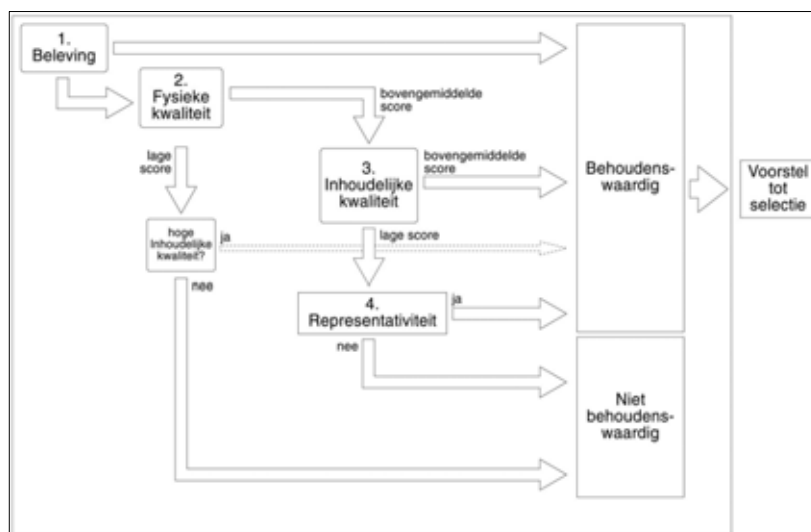 1.
Beleving
2.
Fysieke
kwaliteit
bovengemiddelde
score
lage
score
3.
Inhoudelijke
kwaliteit
bovengemiddelde
score
Behoudens-
waardig
Voorstel
tot
selectie
hoge
Inhoudelijke
kwaliteit?
ja
lage score
nee
4.
Representativiteit
ja
nee
Niet
behoudens-
waardig